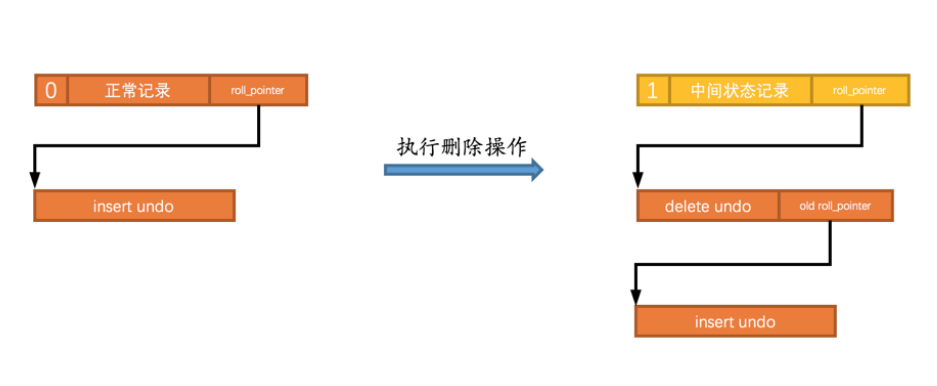 0 正常记录 roll_pointer
insert undo
执行删除操作
1 中间状态记录 roll_pointer
delete undo old roll_pointer
insert undo